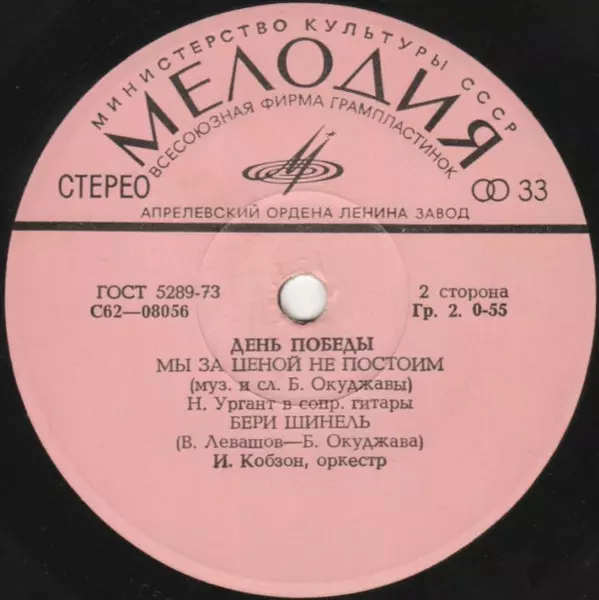 МИНИСТЕРСТВО КУЛЬТУРЫ СССР
МЕЛОДИЯ
ВСЕСОЮЗНАЯ ФИРМА ГРАМПЛАСТИНОК
СТЕРЕО
33
АПРЕЛЕВСКИЙ ОРДЕНА ЛЕНИНА ЗАВОД
ГОСТ 5289-73
2 сторона
С62—08056
Гр. 2. 0-55
ДЕНЬ ПОБЕДЫ
МЫ ЗА ЦЕНОЙ НЕ ПОСТОИМ
(муз. и сл. Б. Окуджавы)
Н. Ургант в сопр. гитары
БЕРИ ШИНЕЛЬ
(В. Левашов—Б. Окуджава)
И. Кобзон, оркестр